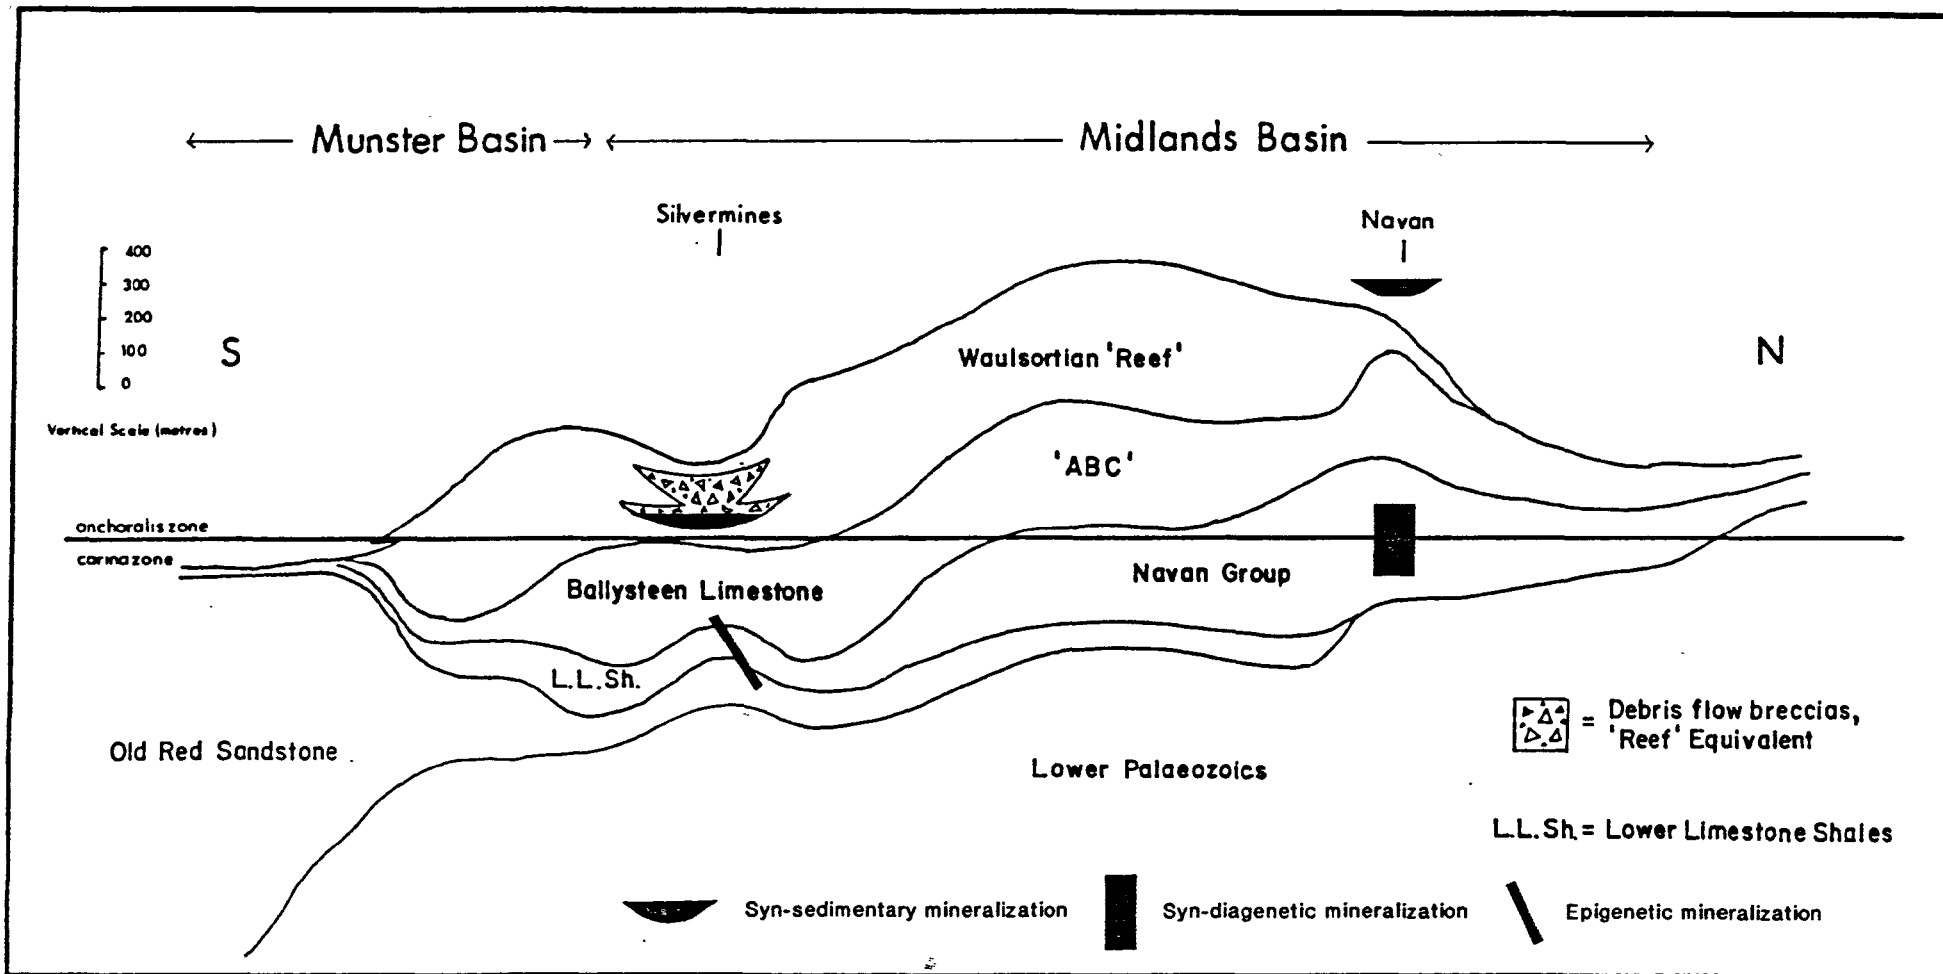 Munster Basin
Midlands Basin
Silvermines
Navan
400
300
200
100
0
S
N
Vertical Scale (metres)
Waulsortian 'Reef'
'ABC'
anchoralis zone
carina zone
Ballysteen Limestone
Navan Group
L.L.Sh.
Old Red Sandstone
Lower Palaeozoics
= Debris flow breccias,
'Reef' Equivalent
L.L.Sh. = Lower Limestone Shales
Syn-sedimentary mineralization
Syn-diagenetic mineralization
Epigenetic mineralization